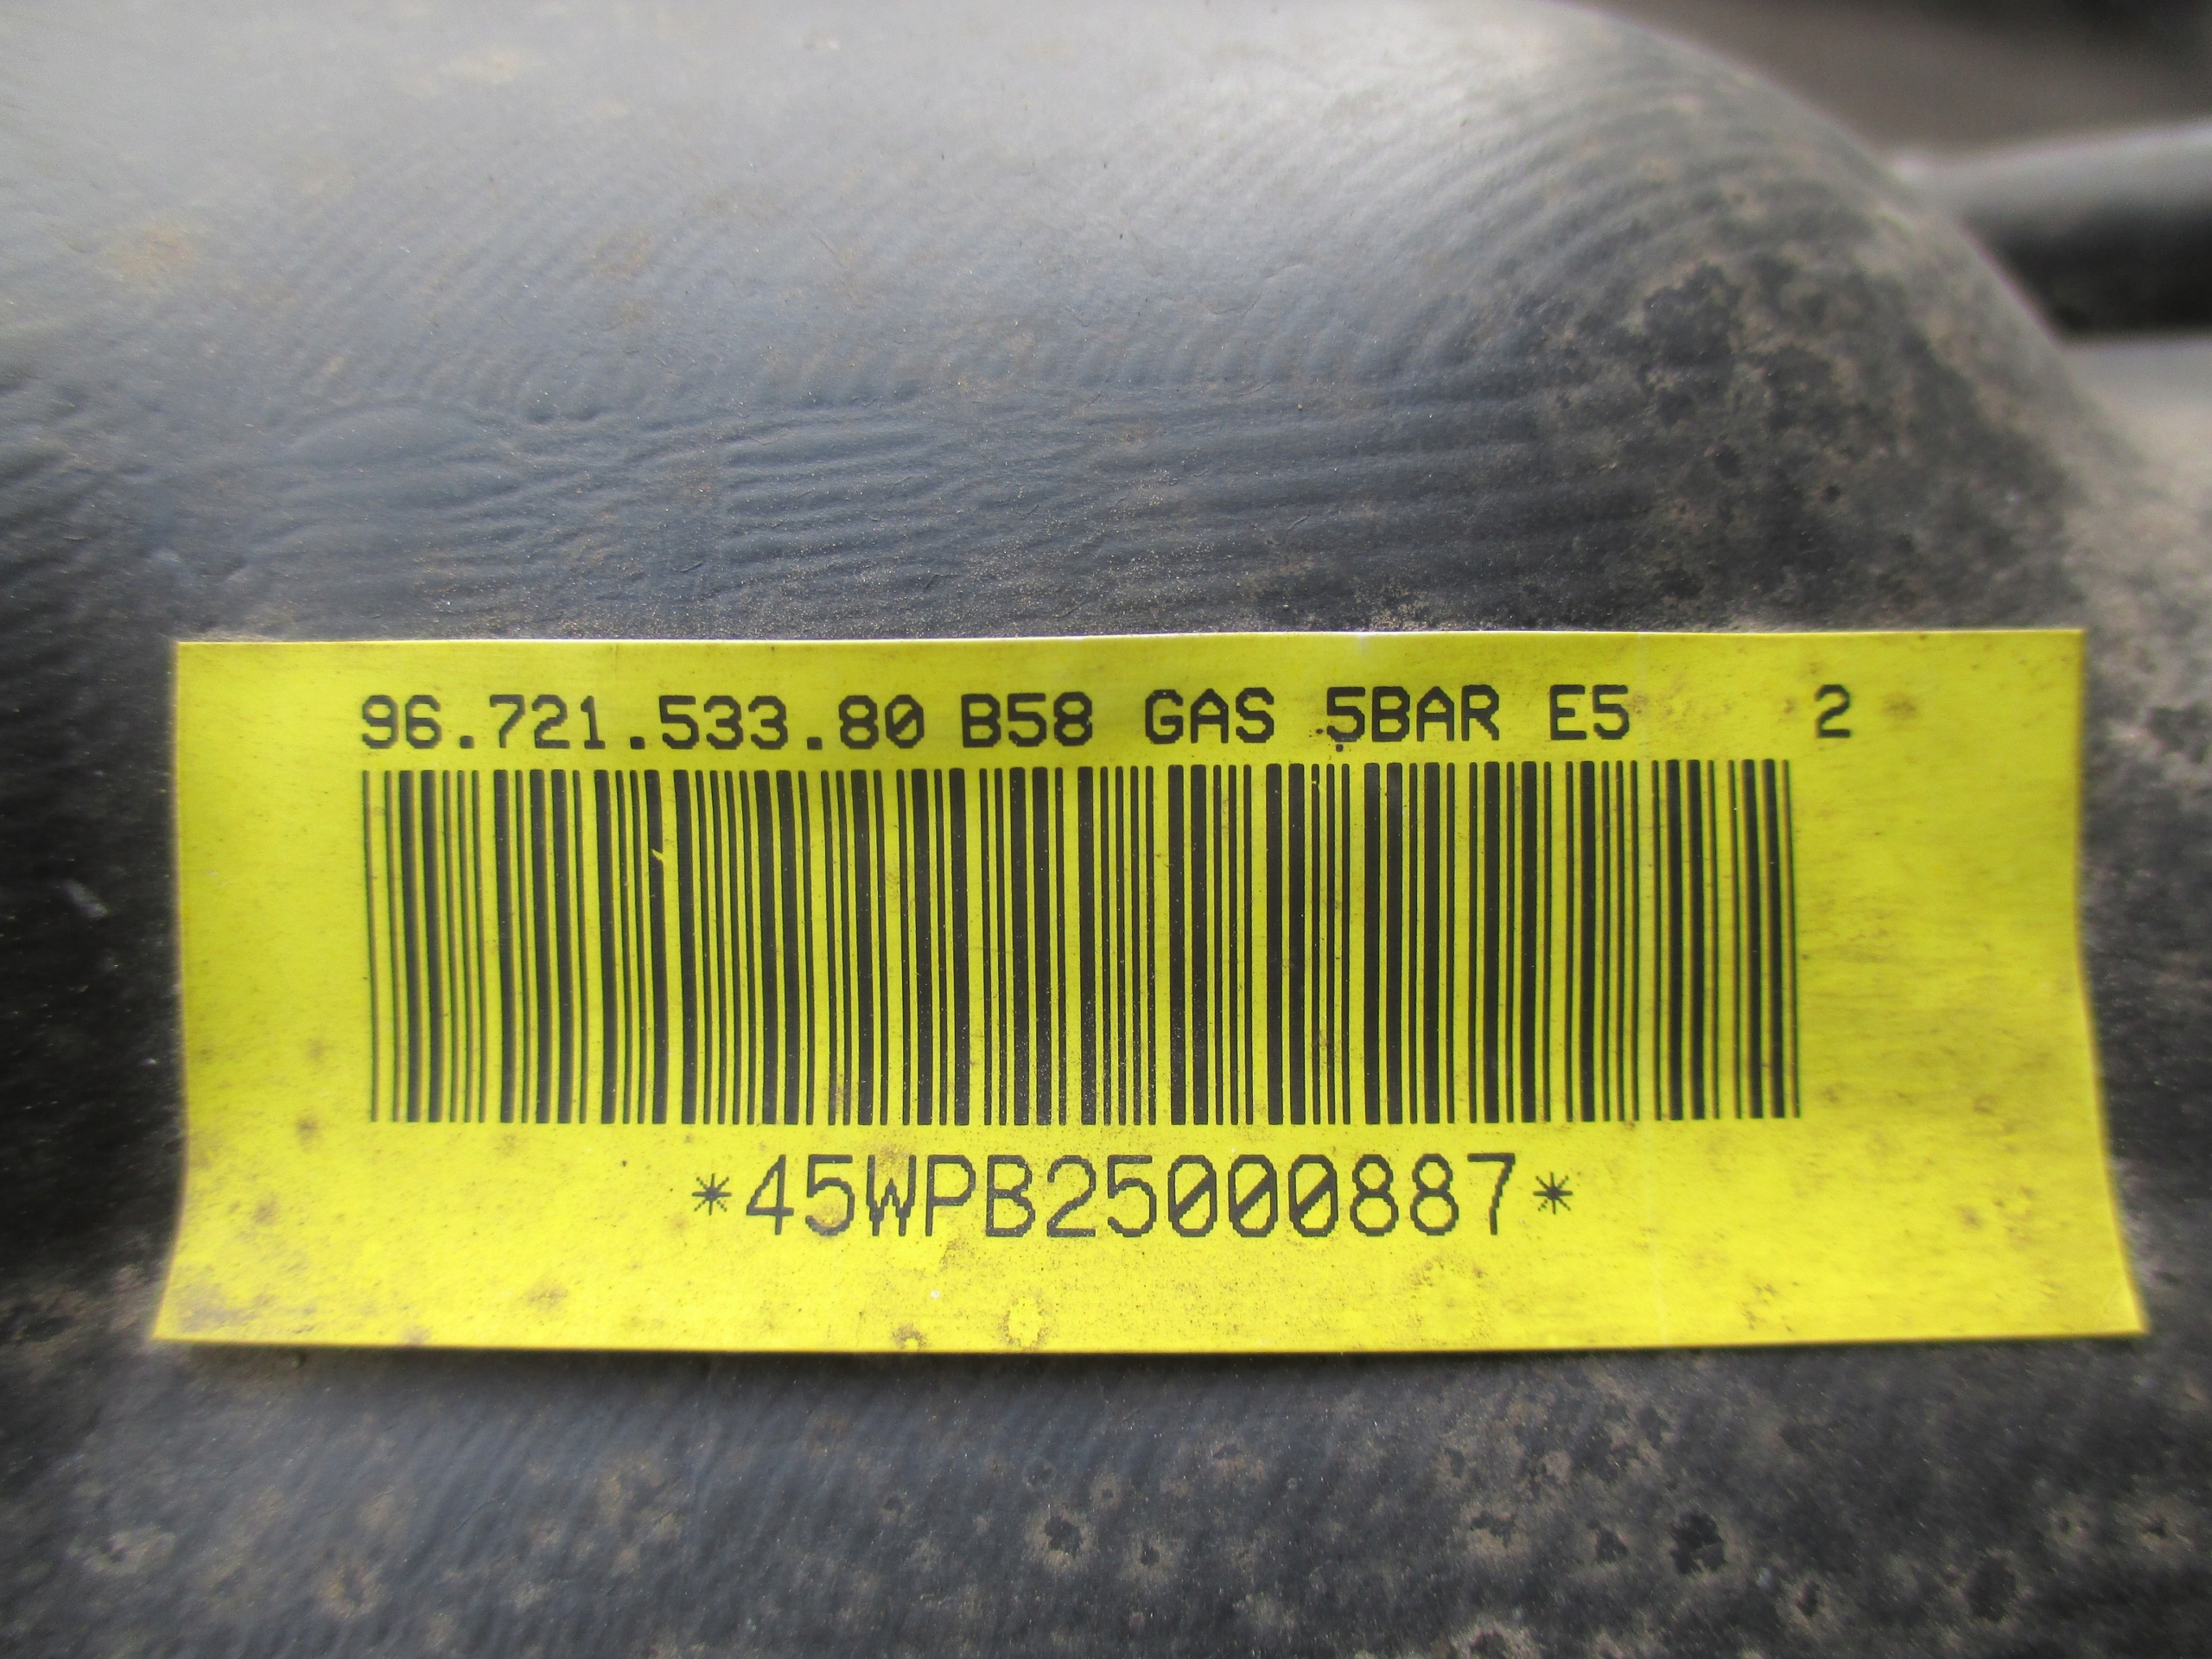 96.721.533.80 B58 GAS 5BAR E5 2
*45WPB25000887*